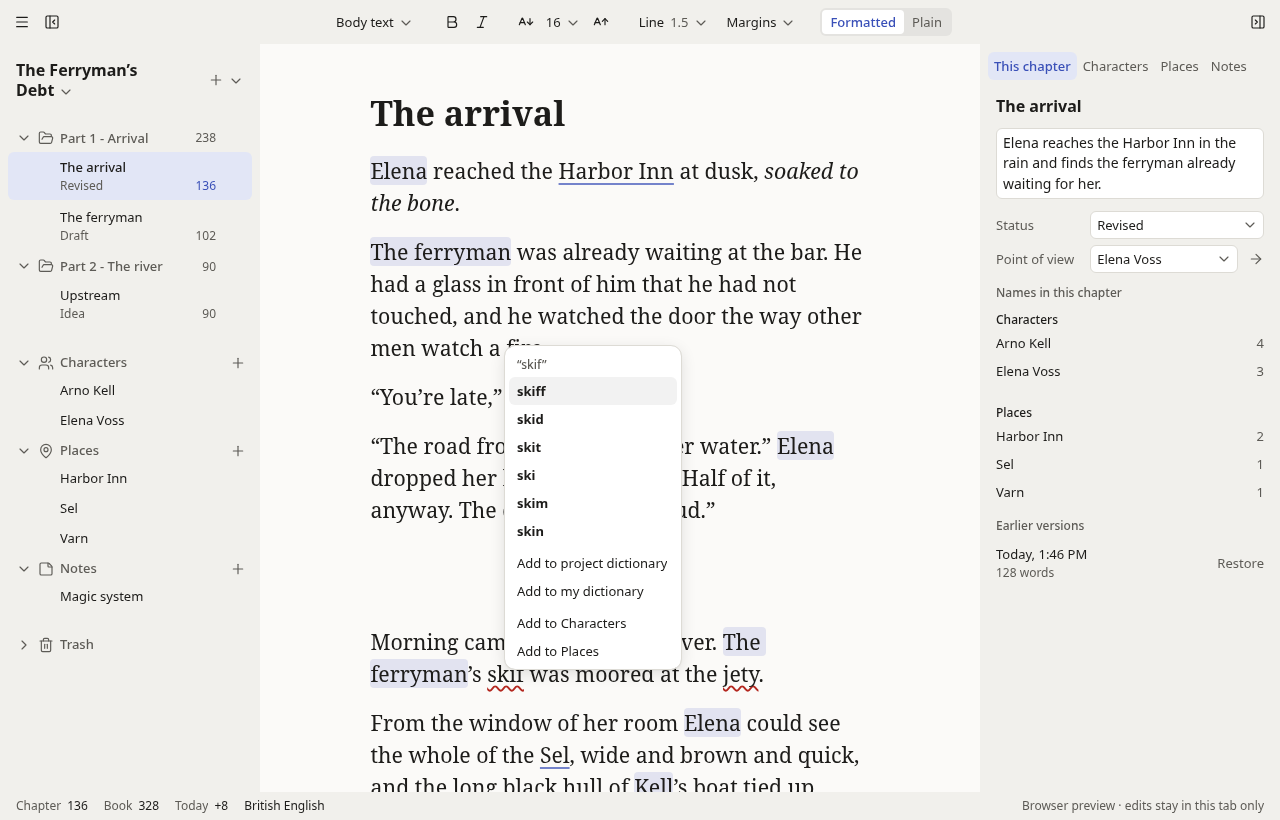 Body text
B I
A 16 A
Line 1.5
Margins
Formatted Plain
The Ferryman’s
Debt
Part 1 - Arrival 238
The arrival
Revised 136
The ferryman
Draft 102
Part 2 - The river 90
Upstream
Idea 90
Characters
Arno Kell
Elena Voss
Places
Harbor Inn
Sel
Varn
Notes
Magic system
Trash
The arrival
Elena reached the Harbor Inn at dusk, soaked to
the bone.
The ferryman was already waiting at the bar. He
had a glass in front of him that he had not
touched, and he watched the door the way other
men watch a
“You’re late,”
“The road water.” Elena
dropped her Half of it,
anyway. The
Morning The
ferryman’s skif was moored at the jety.
From the window of her room Elena could see
the whole of the Sel, wide and brown and quick,
and the long black hull of Kell’s boat tied up
“skif”
skiff
skid
skit
ski
skim
skin
Add to project dictionary
Add to my dictionary
Add to Characters
Add to Places
This chapter Characters Places Notes
The arrival
Elena reaches the Harbor Inn in the
rain and finds the ferryman already
waiting for her.
Status Revised
Point of view Elena Voss
Names in this chapter
Characters
Arno Kell 4
Elena Voss 3
Places
Harbor Inn 2
Sel 1
Varn 1
Earlier versions
Today, 1:46 PM
128 words
Restore
Chapter 136 Book 328 Today +8 British English
Browser preview · edits stay in this tab only